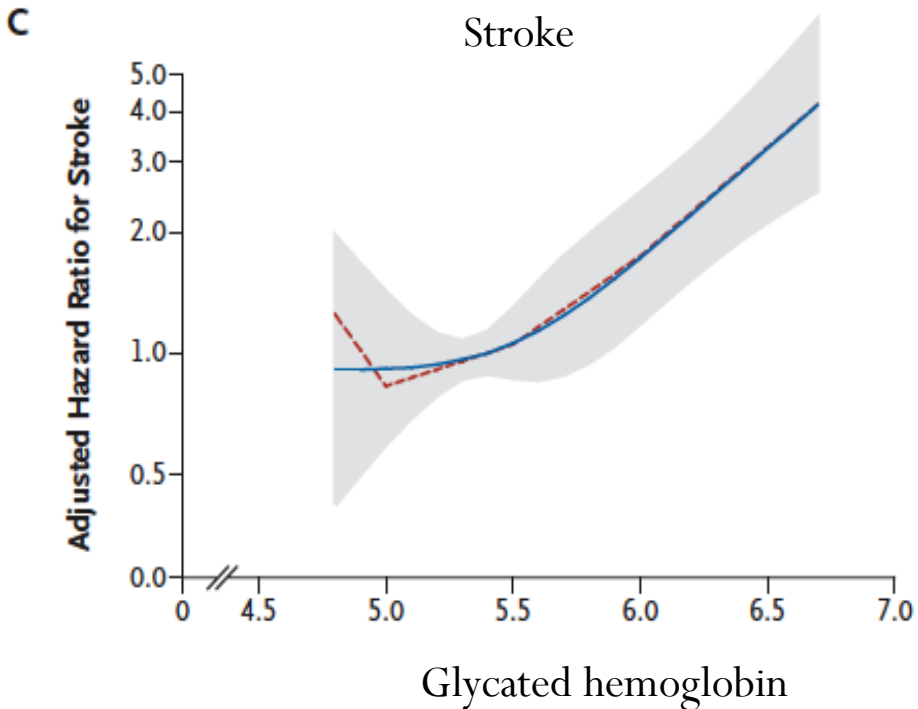 C
Stroke
Adjusted Hazard Ratio for Stroke
5.0
4.0
3.0
2.0
1.0
0.5
0.0
0 4.5 5.0 5.5 6.0 6.5 7.0
Glycated hemoglobin